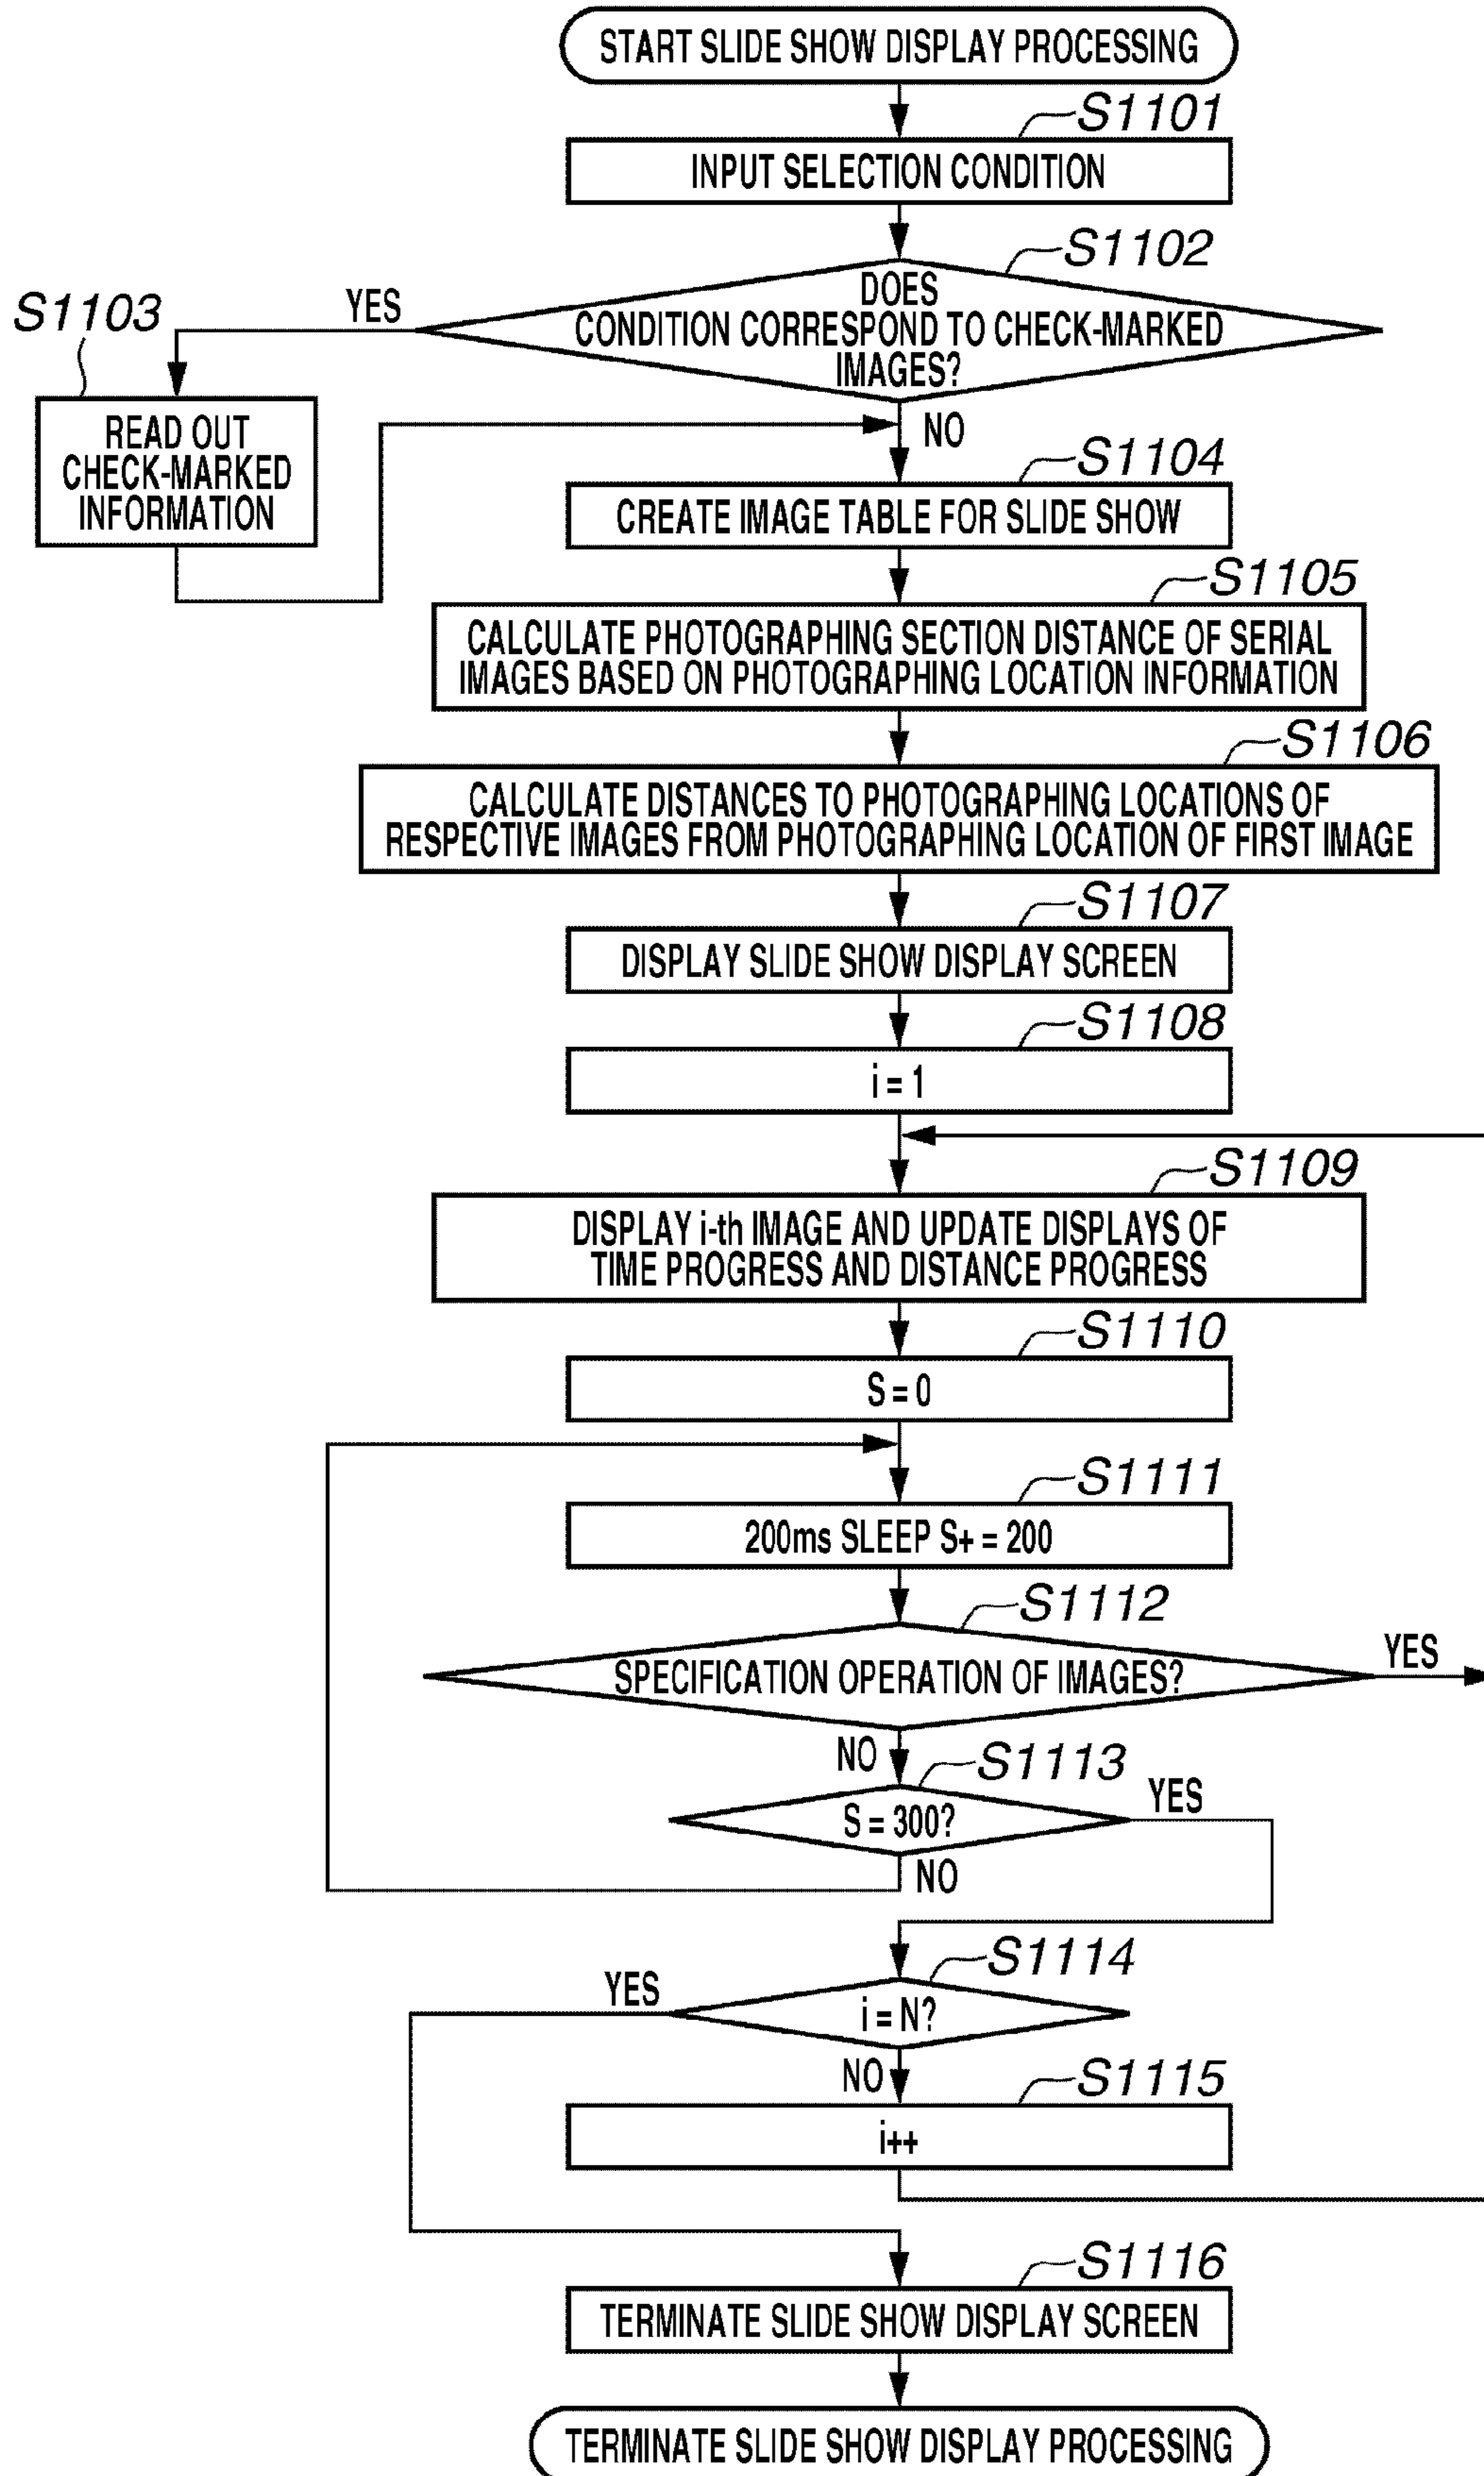 START SLIDE SHOW DISPLAY PROCESSING
S1101
INPUT SELECTION CONDITION
S1102
DOES
CONDITION CORRESPOND TO CHECK-MARKED
IMAGES?
YES
S1103
READ OUT
CHECK-MARKED
INFORMATION
NO
S1104
CREATE IMAGE TABLE FOR SLIDE SHOW
S1105
CALCULATE PHOTOGRAPHING SECTION DISTANCE OF SERIAL
IMAGES BASED ON PHOTOGRAPHING LOCATION INFORMATION
S1106
CALCULATE DISTANCES TO PHOTOGRAPHING LOCATIONS OF
RESPECTIVE IMAGES FROM PHOTOGRAPHING LOCATION OF FIRST IMAGE
S1107
DISPLAY SLIDE SHOW DISPLAY SCREEN
S1108
i = 1
S1109
DISPLAY i-th IMAGE AND UPDATE DISPLAYS OF
TIME PROGRESS AND DISTANCE PROGRESS
S1110
S = 0
S1111
200ms SLEEP S+ = 200
S1112
SPECIFICATION OPERATION OF IMAGES?
YES
NO
S1113
S = 300?
YES
NO
S1114
i = N?
YES
NO
S1115
i++
S1116
TERMINATE SLIDE SHOW DISPLAY SCREEN
TERMINATE SLIDE SHOW DISPLAY PROCESSING